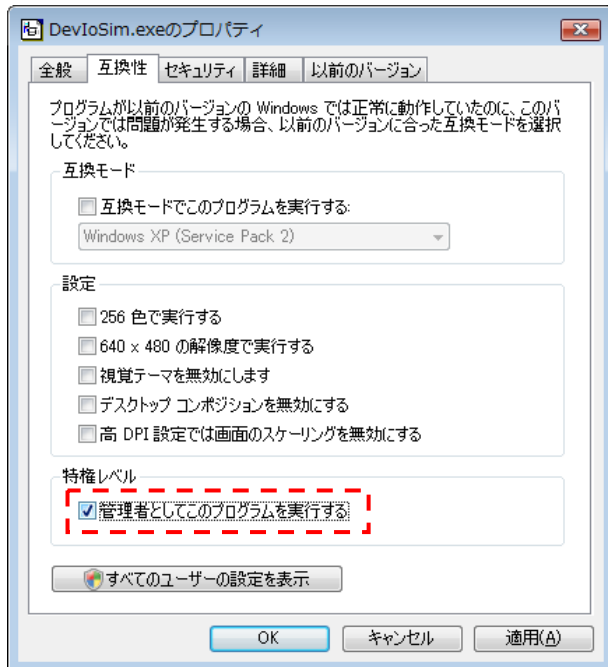 DevIoSim.exeのプロパティ
全般 互換性 セキュリティ 詳細 以前のバージョン
プログラムが以前のバージョンの Windows では正常に動作していたのに、このバ
ージョンでは問題が発生する場合、以前のバージョンに合った互換モードを選択
してください。
互換モード
互換モードでこのプログラムを実行する:
Windows XP (Service Pack 2)
設定
256 色で実行する
640 x 480 の解像度で実行する
視覚テーマを無効にします
デスクトップ コンポジションを無効にする
高 DPI 設定では画面のスケーリングを無効にする
特権レベル
管理者としてこのプログラムを実行する
すべてのユーザーの設定を表示
OK キャンセル 適用(A)